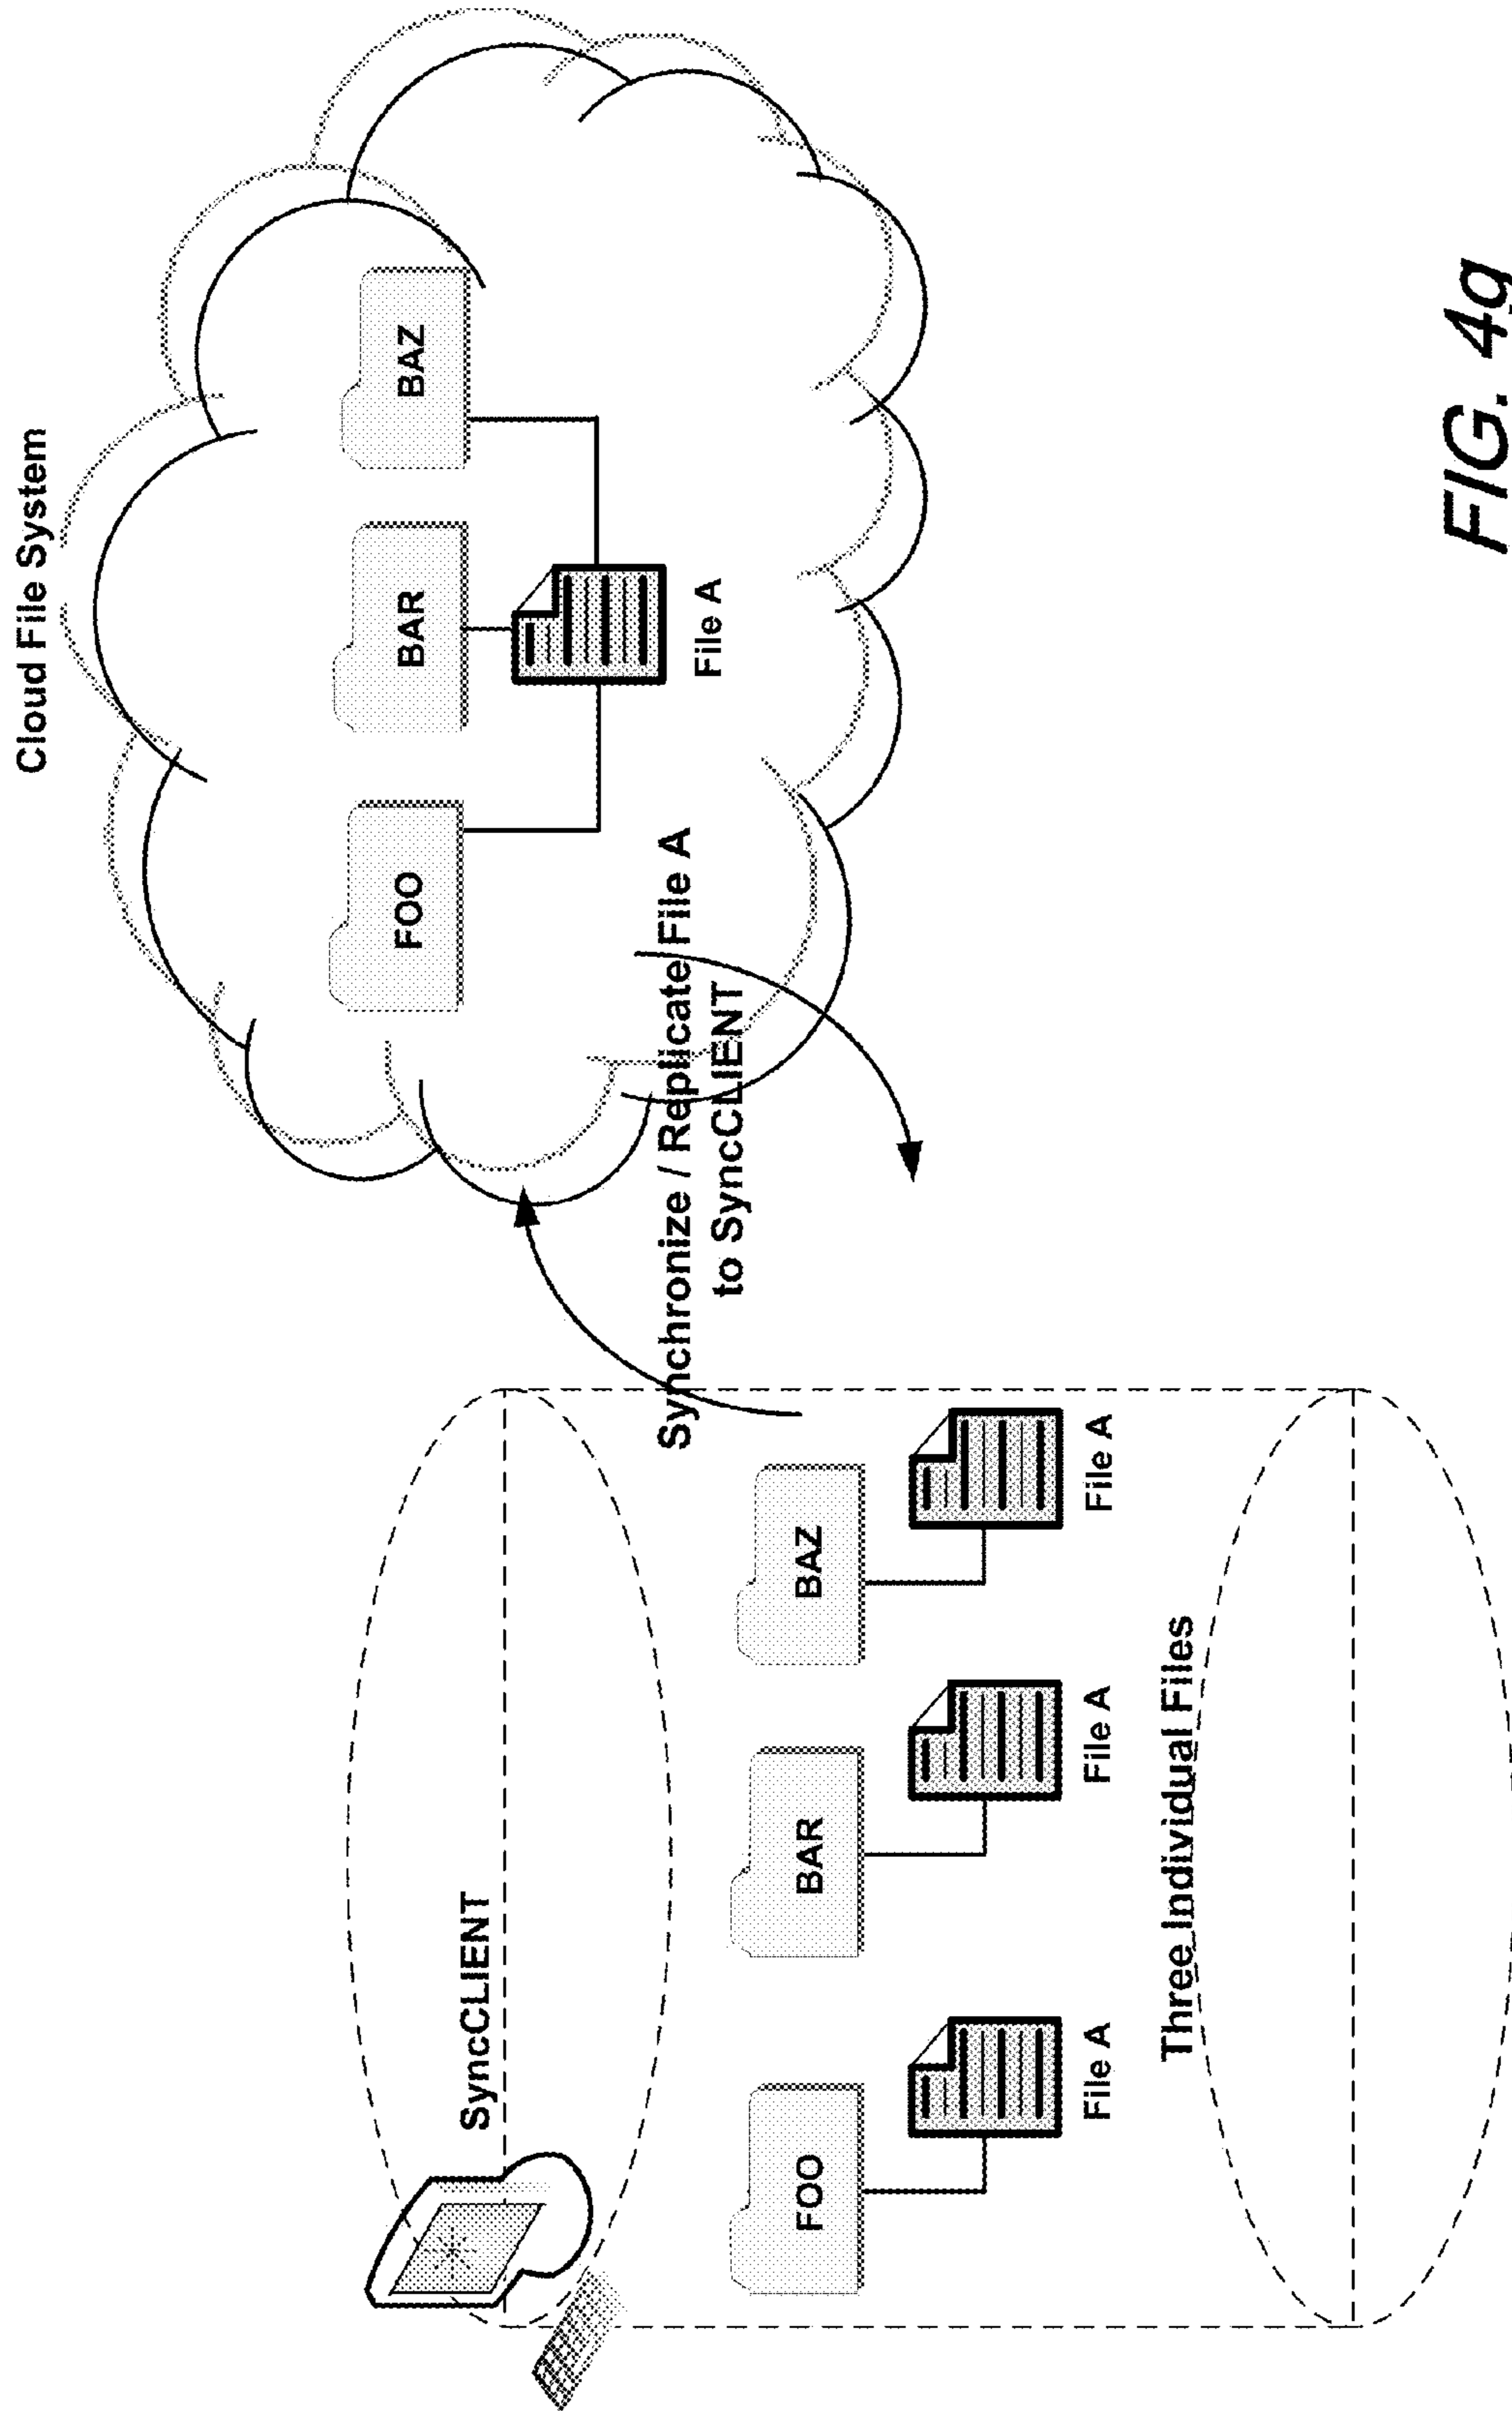 Cloud File System
FOO
BAR
BAZ
File A
SyncCLIENT
Synchronize / Replicate File A
to SyncCLIENT
FOO
BAR
BAZ
File A
File A
File A
Three Individual Files
FIG. 4g